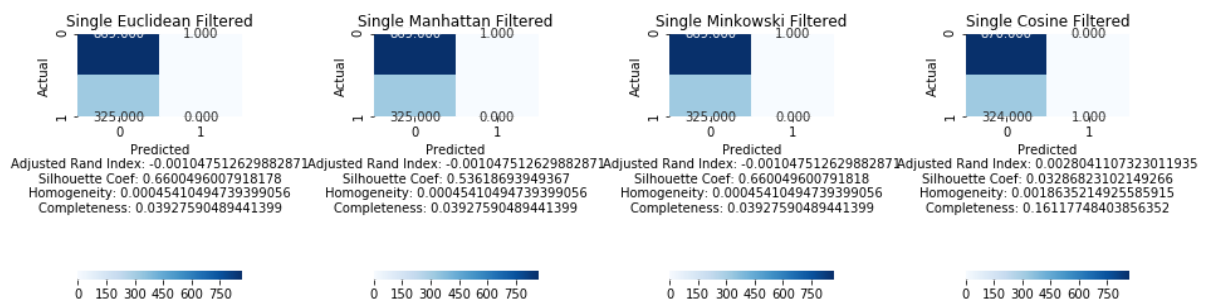 Single Euclidean Filtered
0
1.000
Actual
1
325.000
0.000
0
1
Predicted
Adjusted Rand Index: -0.001047512629882871
Silhouette Coef: 0.6600496007918178
Homogeneity: 0.00045410494739399056
Completeness: 0.03927590489441399
0 150 300 450 600 750
Single Manhattan Filtered
0
1.000
Actual
1
325.000
0.000
0
1
Predicted
Adjusted Rand Index: -0.001047512629882871
Silhouette Coef: 0.53618693949367
Homogeneity: 0.00045410494739399056
Completeness: 0.03927590489441399
0 150 300 450 600 750
Single Minkowski Filtered
0
1.000
Actual
1
325.000
0.000
0
1
Predicted
Adjusted Rand Index: -0.001047512629882871
Silhouette Coef: 0.660049600791818
Homogeneity: 0.00045410494739399056
Completeness: 0.03927590489441399
0 150 300 450 600 750
Single Cosine Filtered
0
0.000
Actual
1
324.000
1.000
0
1
Predicted
Adjusted Rand Index: 0.0028041107323011935
Silhouette Coef: 0.03286823102149266
Homogeneity: 0.0018635214925585915
Completeness: 0.16117748403856352
0 150 300 450 600 750